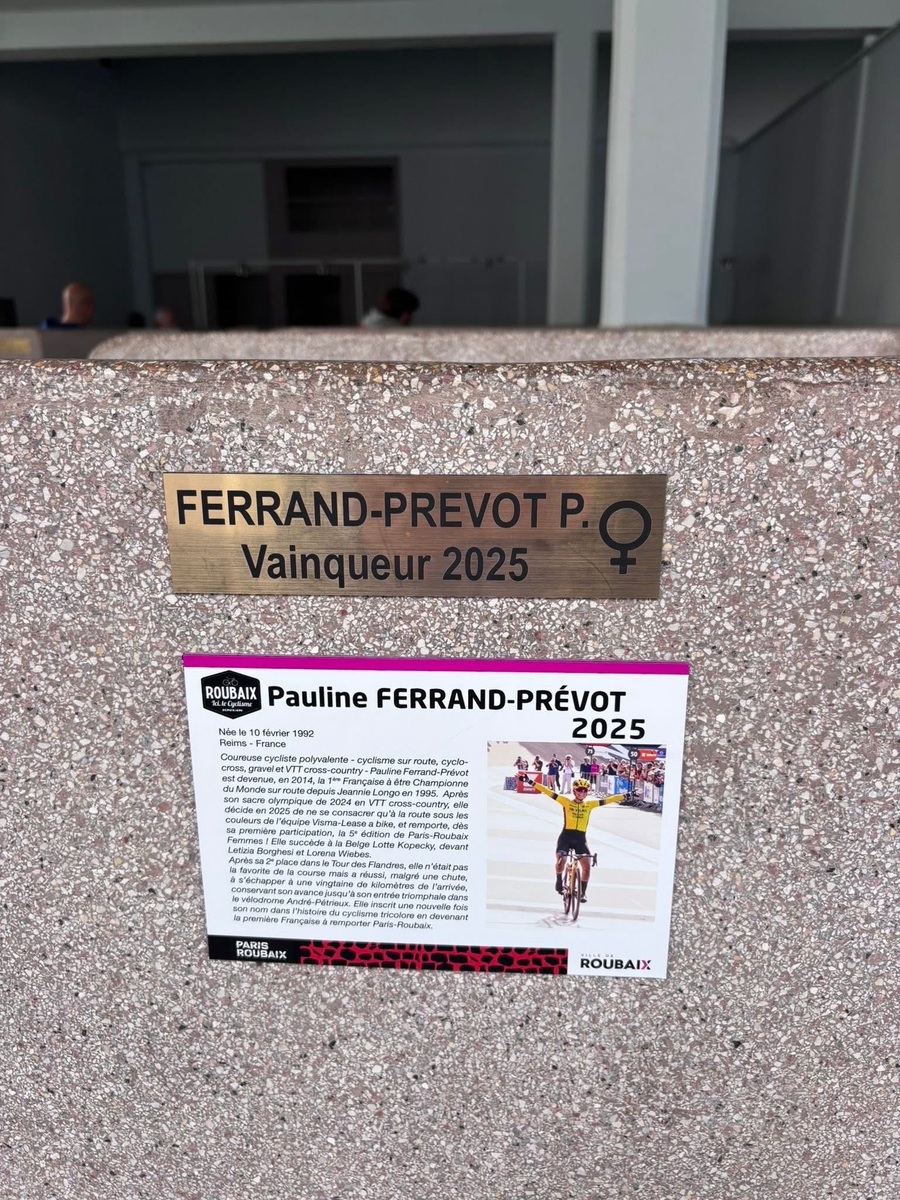 FERRAND-PREVOT P. ♀
Vainqueur 2025
ROUBAIX
Ici, le Cyclisme
Pauline FERRAND-PRÉVOT
2025
Née le 10 février 1992
Reims - France
Coureuse cycliste polyvalente - cyclisme sur route, cyclo-
cross, gravel et VTT cross-country - Pauline Ferrand-Prévot
est devenue, en 2014, la 1ère Française à être Championne
du Monde sur route depuis Jeannie Longo en 1995. Après
son sacre olympique de 2024 en VTT cross-country, elle
décide en 2025 de ne se consacrer qu'à la route sous les
couleurs de l'équipe Visma-Lease a bike, et remporte, dès
sa première participation, la 5e édition de Paris-Roubaix
Femmes ! Elle succède à la Belge Lotte Kopecky, devant
Letizia Borghesi et Lorena Wiebes.
Après sa 2e place dans le Tour des Flandres, elle n'était pas
la favorite de la course mais a réussi, malgré une chute,
à s'échapper à une vingtaine de kilomètres de l'arrivée,
conservant son avance jusqu'à son entrée triomphale dans
le vélodrome André-Pétrieux. Elle inscrit une nouvelle fois
son nom dans l'histoire du cyclisme tricolore en devenant
la première Française à remporter Paris-Roubaix.
PARIS
ROUBAIX
VILLE DE
ROUBAIX